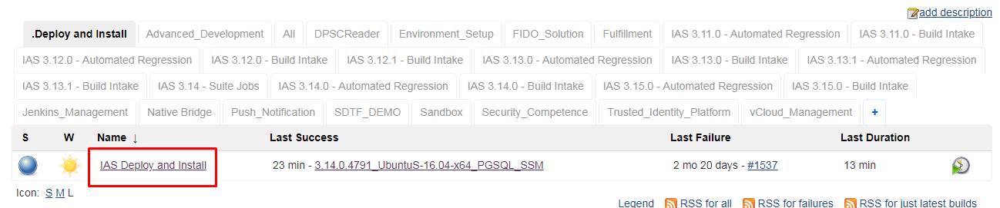 add description
.Deploy and Install Advanced_Development All DPSCReader Environment_Setup FIDO_Solution Fulfillment IAS 3.11.0 - Automated Regression IAS 3.11.0 - Build Intake
IAS 3.12.0 - Automated Regression IAS 3.12.0 - Build Intake IAS 3.12.1 - Build Intake IAS 3.13.0 - Automated Regression IAS 3.13.0 - Build Intake IAS 3.13.1 - Automated Regression
IAS 3.13.1 - Build Intake IAS 3.14 - Suite Jobs IAS 3.14.0 - Automated Regression IAS 3.14.0 - Build Intake IAS 3.15.0 - Automated Regression IAS 3.15.0 - Build Intake
Jenkins_Management Native Bridge Push_Notification SDTF_DEMO Sandbox Security_Competence Trusted_Identity_Platform vCloud_Management +
S W Name ↓ Last Success Last Failure Last Duration
IAS Deploy and Install 23 min - 3.14.0.4791_UbuntuS-16.04-x64_PGSQL_SSM 2 mo 20 days - #1537 13 min
Icon: S M L
Legend RSS for all RSS for failures RSS for just latest builds